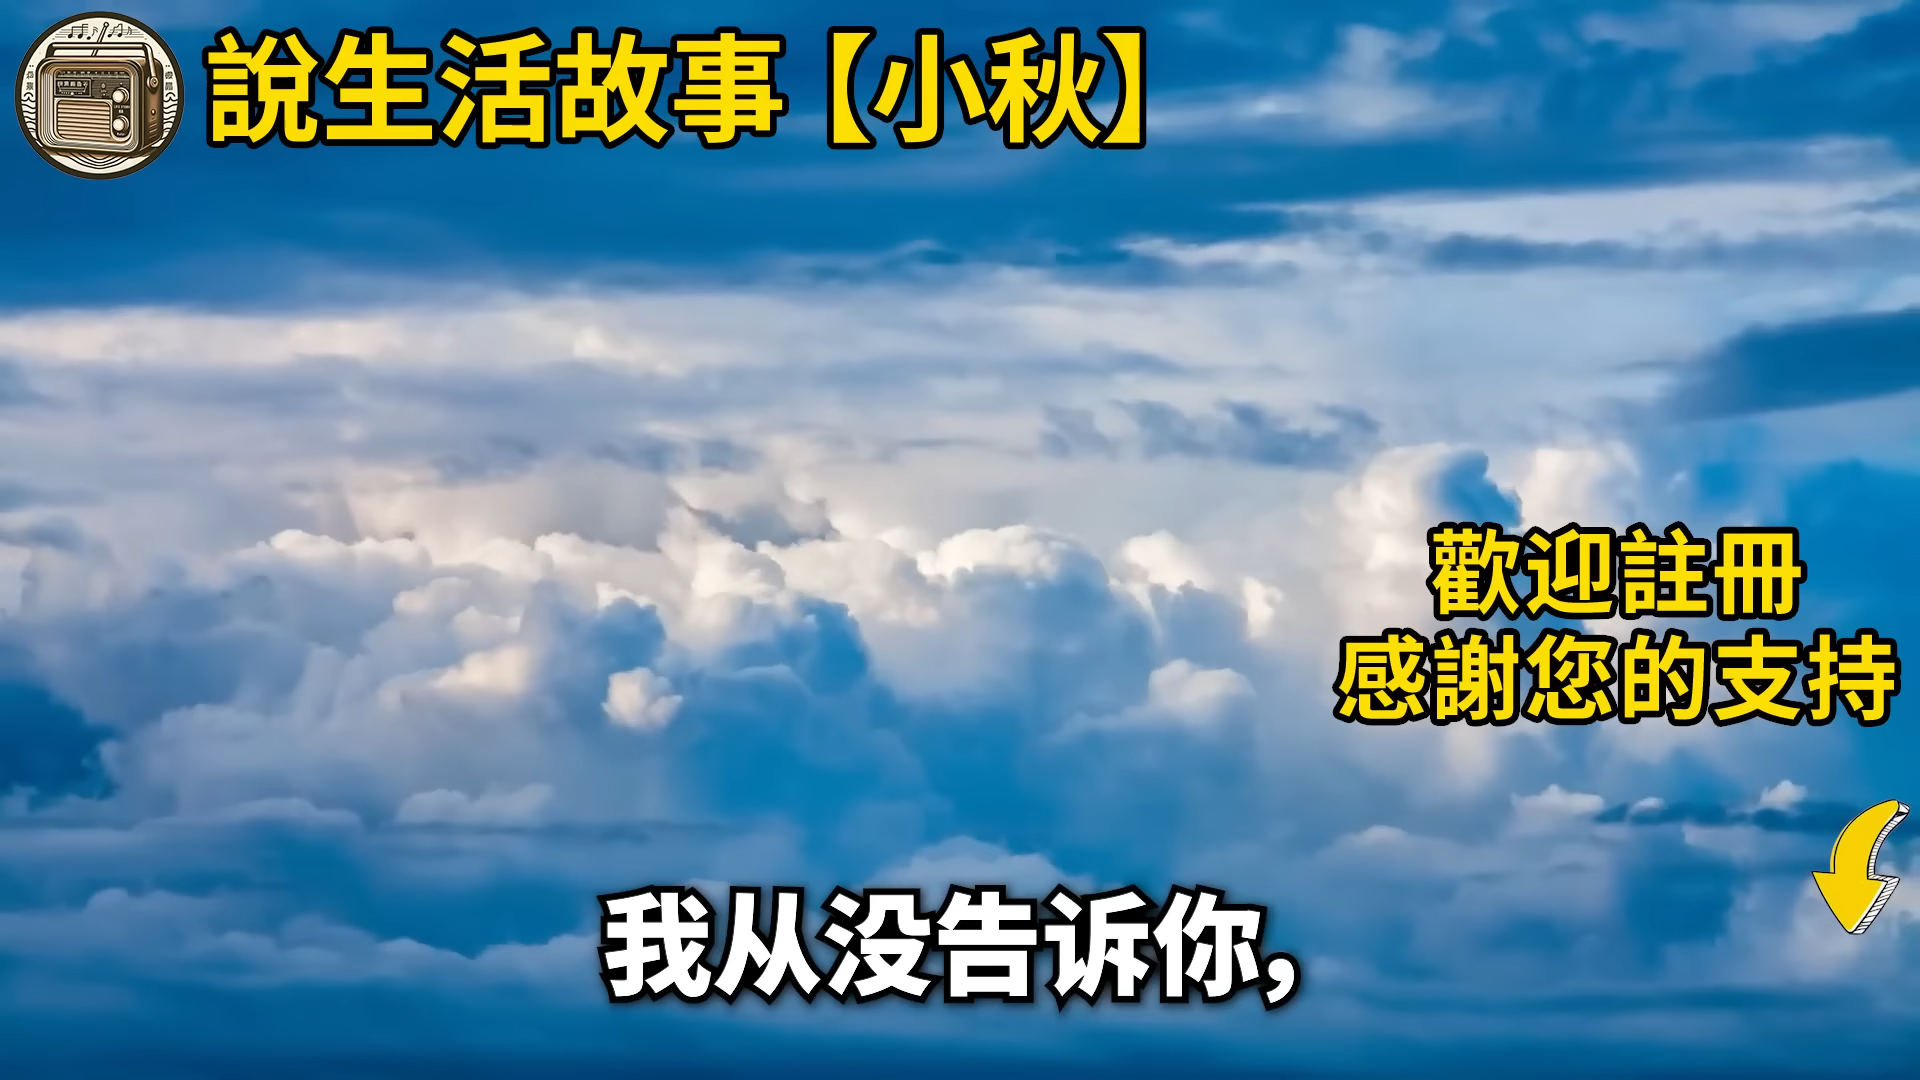 說生活故事【小秋】
歡迎註冊
感謝您的支持
我从没告诉你,